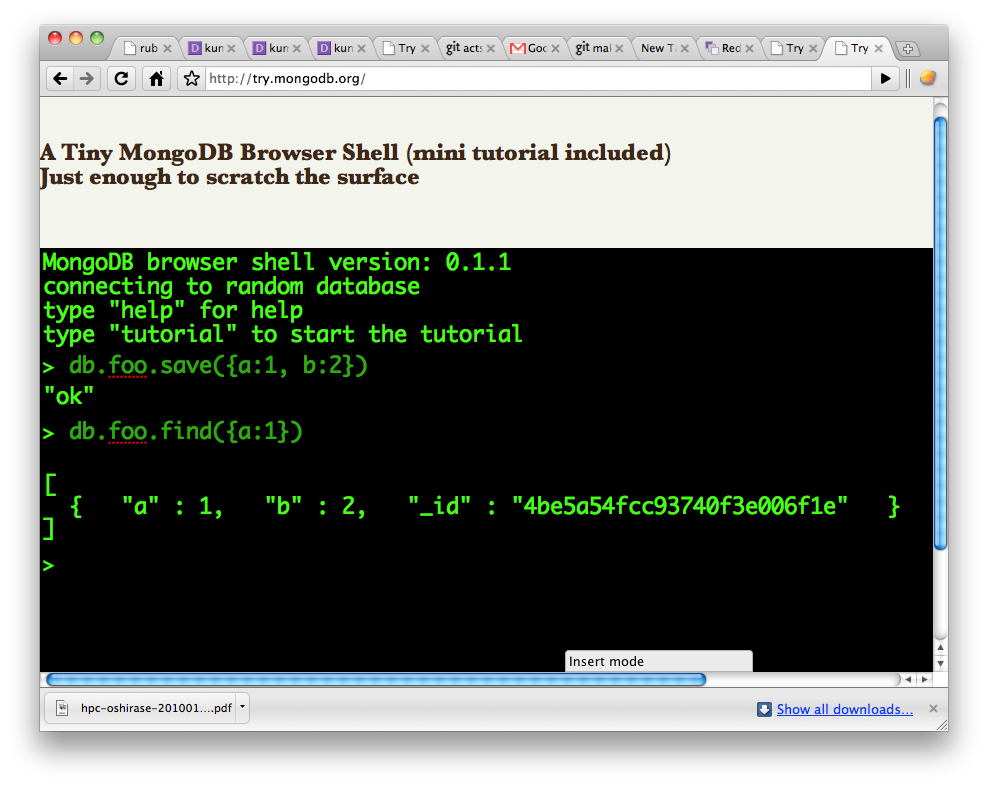 rub kun kun kun Try git acts Goo git mal New Ta Red Try Try
http://try.mongodb.org/
A Tiny MongoDB Browser Shell (mini tutorial included)
Just enough to scratch the surface
MongoDB browser shell version: 0.1.1
connecting to random database
type "help" for help
type "tutorial" to start the tutorial
> db.foo.save({a:1, b:2})
"ok"
> db.foo.find({a:1})
[
{ "a" : 1, "b" : 2, "_id" : "4be5a54fcc93740f3e006f1e" }
]
>
Insert mode
hpc-oshirase-201001....pdf Show all downloads...